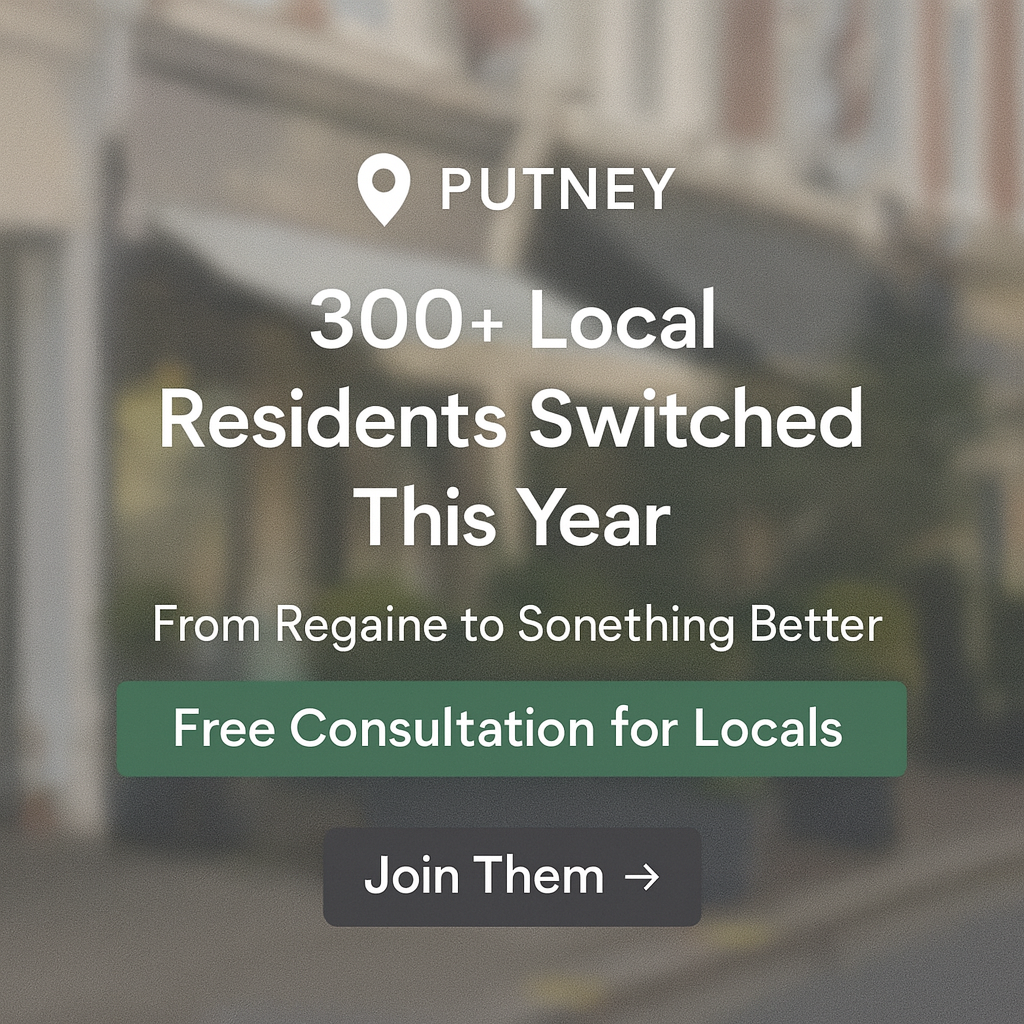 PUTNEY
300+ Local
Residents Switched
This Year
From Regaine to Sonething Better
Free Consultation for Locals
Join Them →